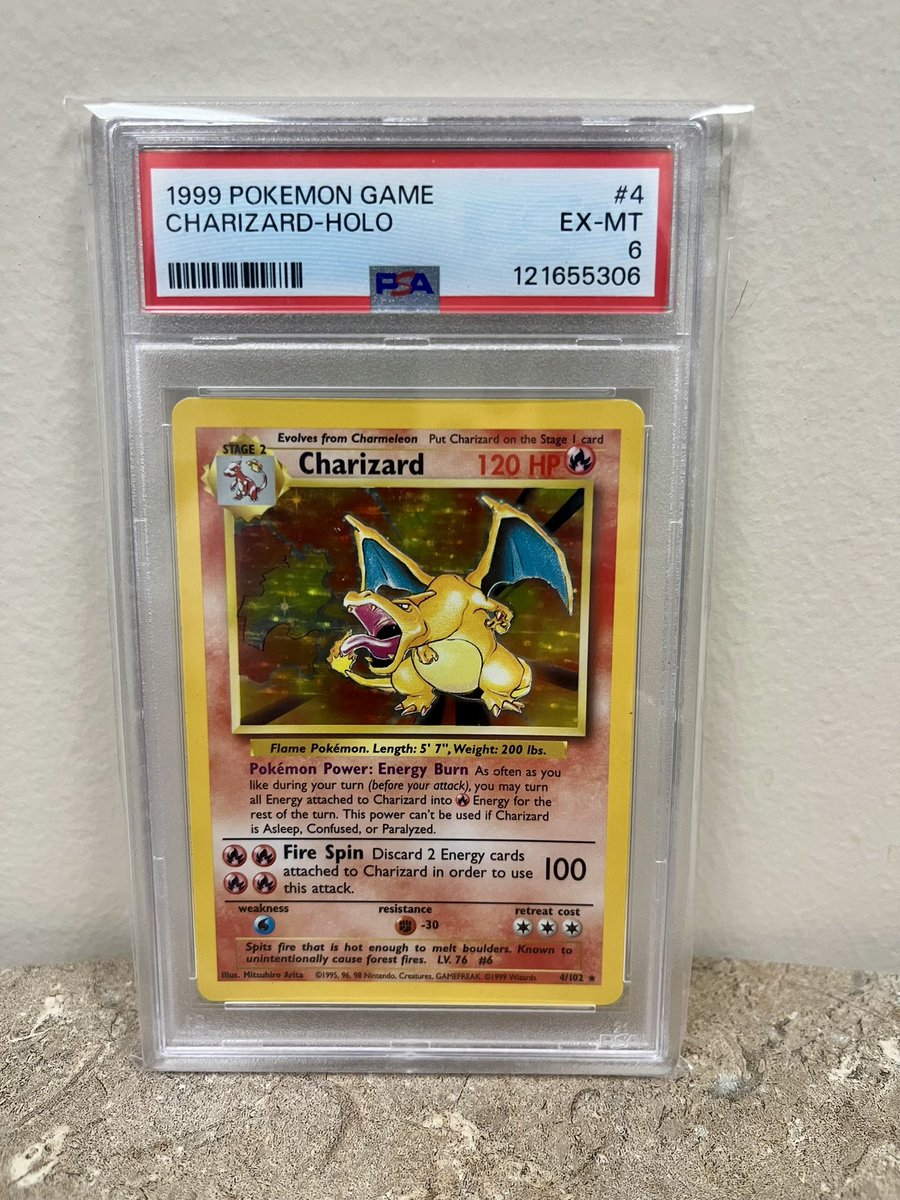 1999 POKEMON GAME #4
CHARIZARD-HOLO EX-MT
6
121655306
PSA
Evolves from Charmeleon Put Charizard on the Stage 1 card
STAGE 2
Charizard 120 HP
Flame Pokémon. Length: 5' 7", Weight: 200 lbs.
Pokémon Power: Energy Burn As often as you
like during your turn (before your attack), you may turn
all Energy attached to Charizard into Energy for the
rest of the turn. This power can't be used if Charizard
is Asleep, Confused, or Paralyzed.
Fire Spin Discard 2 Energy cards
attached to Charizard in order to use 100
this attack.
weakness resistance retreat cost
-30
Spits fire that is hot enough to melt boulders. Known to
unintentionally cause forest fires. LV. 76 #6
Illus. Mitsuhiro Arita ©1995, 96, 98 Nintendo, Creatures, GAMEFREAK. ©1999 Wizards. 4/102 ★
PSA